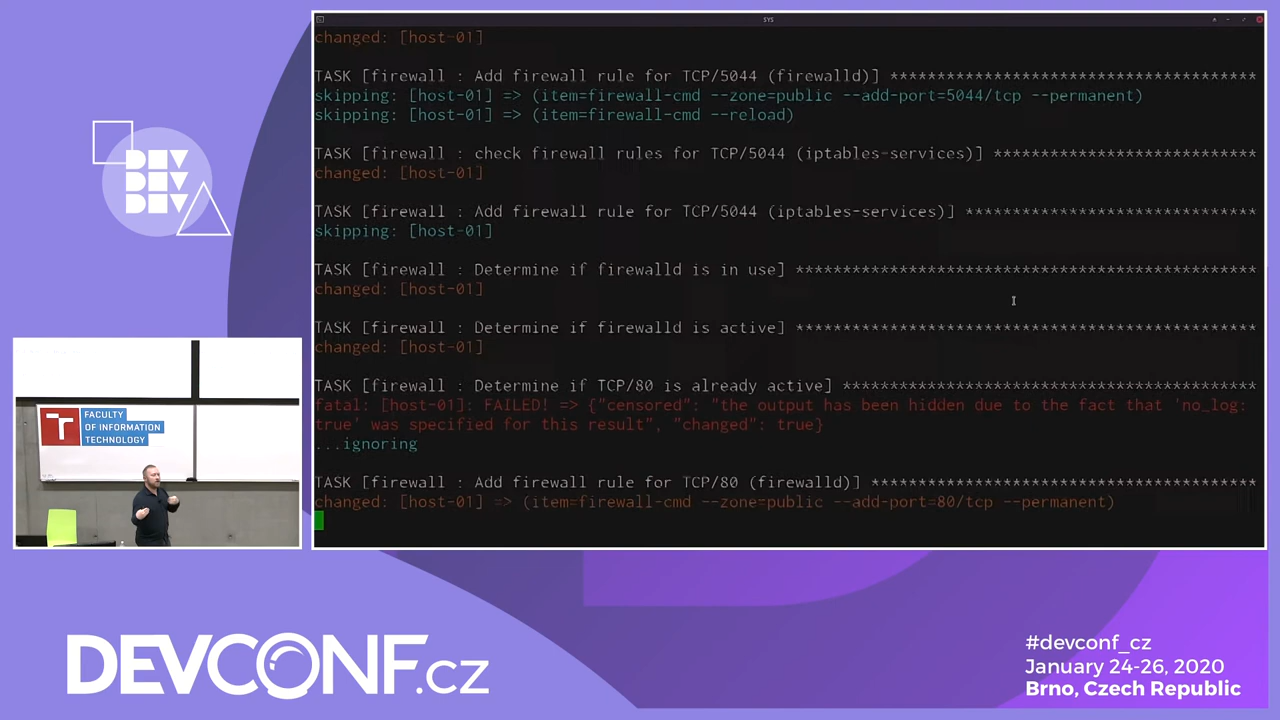 SYS
changed: [host-01]
TASK [firewall : Add firewall rule for TCP/5044 (firewalld)] ****************************************
skipping: [host-01] => (item=firewall-cmd --zone=public --add-port=5044/tcp --permanent)
skipping: [host-01] => (item=firewall-cmd --reload)
TASK [firewall : check firewall rules for TCP/5044 (iptables-services)] ****************************
changed: [host-01]
TASK [firewall : Add firewall rule for TCP/5044 (iptables-services)] *******************************
skipping: [host-01]
TASK [firewall : Determine if firewalld is in use] *************************************************
changed: [host-01]
TASK [firewall : Determine if firewalld is active] *************************************************
changed: [host-01]
TASK [firewall : Determine if TCP/80 is already active] ********************************************
fatal: [host-01]: FAILED! => {"censored": "the output has been hidden due to the fact that 'no_log:
true' was specified for this result", "changed": true}
...ignoring
TASK [firewall : Add firewall rule for TCP/80 (firewalld)] *****************************************
changed: [host-01] => (item=firewall-cmd --zone=public --add-port=80/tcp --permanent)
DEV
DEV
DEV
FACULTY
OF INFORMATION
TECHNOLOGY
DEVCONF.cz
#devconf_cz
January 24-26, 2020
Brno, Czech Republic